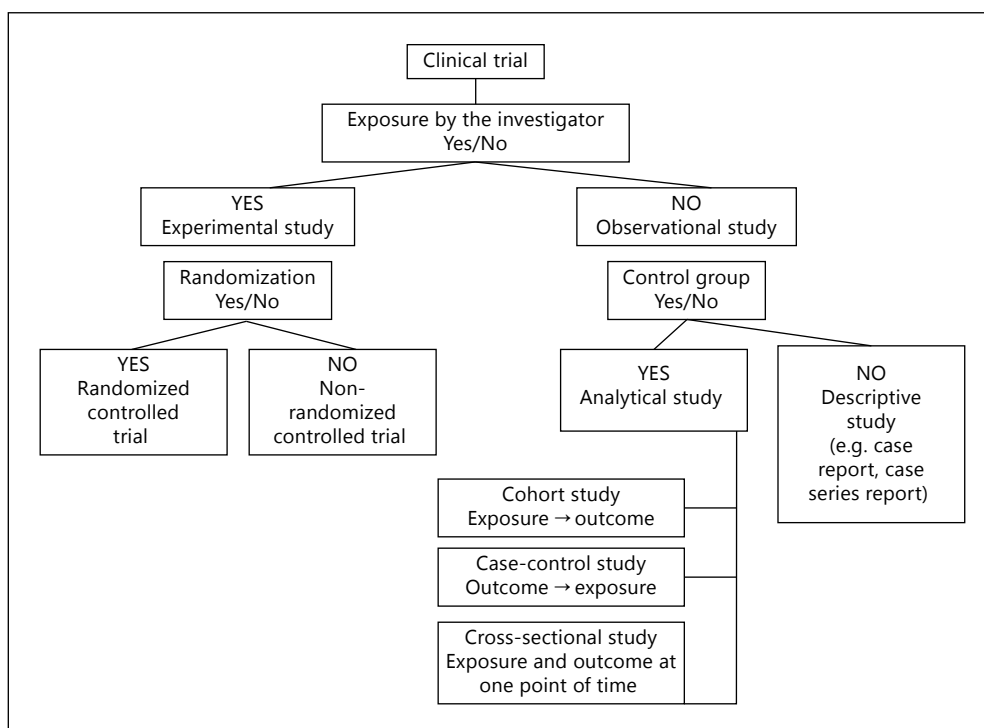 Clinical trial
Exposure by the investigator
Yes/No
YES
Experimental study
NO
Observational study
Randomization
Yes/No
Control group
Yes/No
YES
Randomized
controlled
trial
NO
Non-
randomized
controlled trial
YES
Analytical study
NO
Descriptive
study
(e.g. case
report, case
series report)
Cohort study
Exposure → outcome
Case-control study
Outcome → exposure
Cross-sectional study
Exposure and outcome at
one point of time